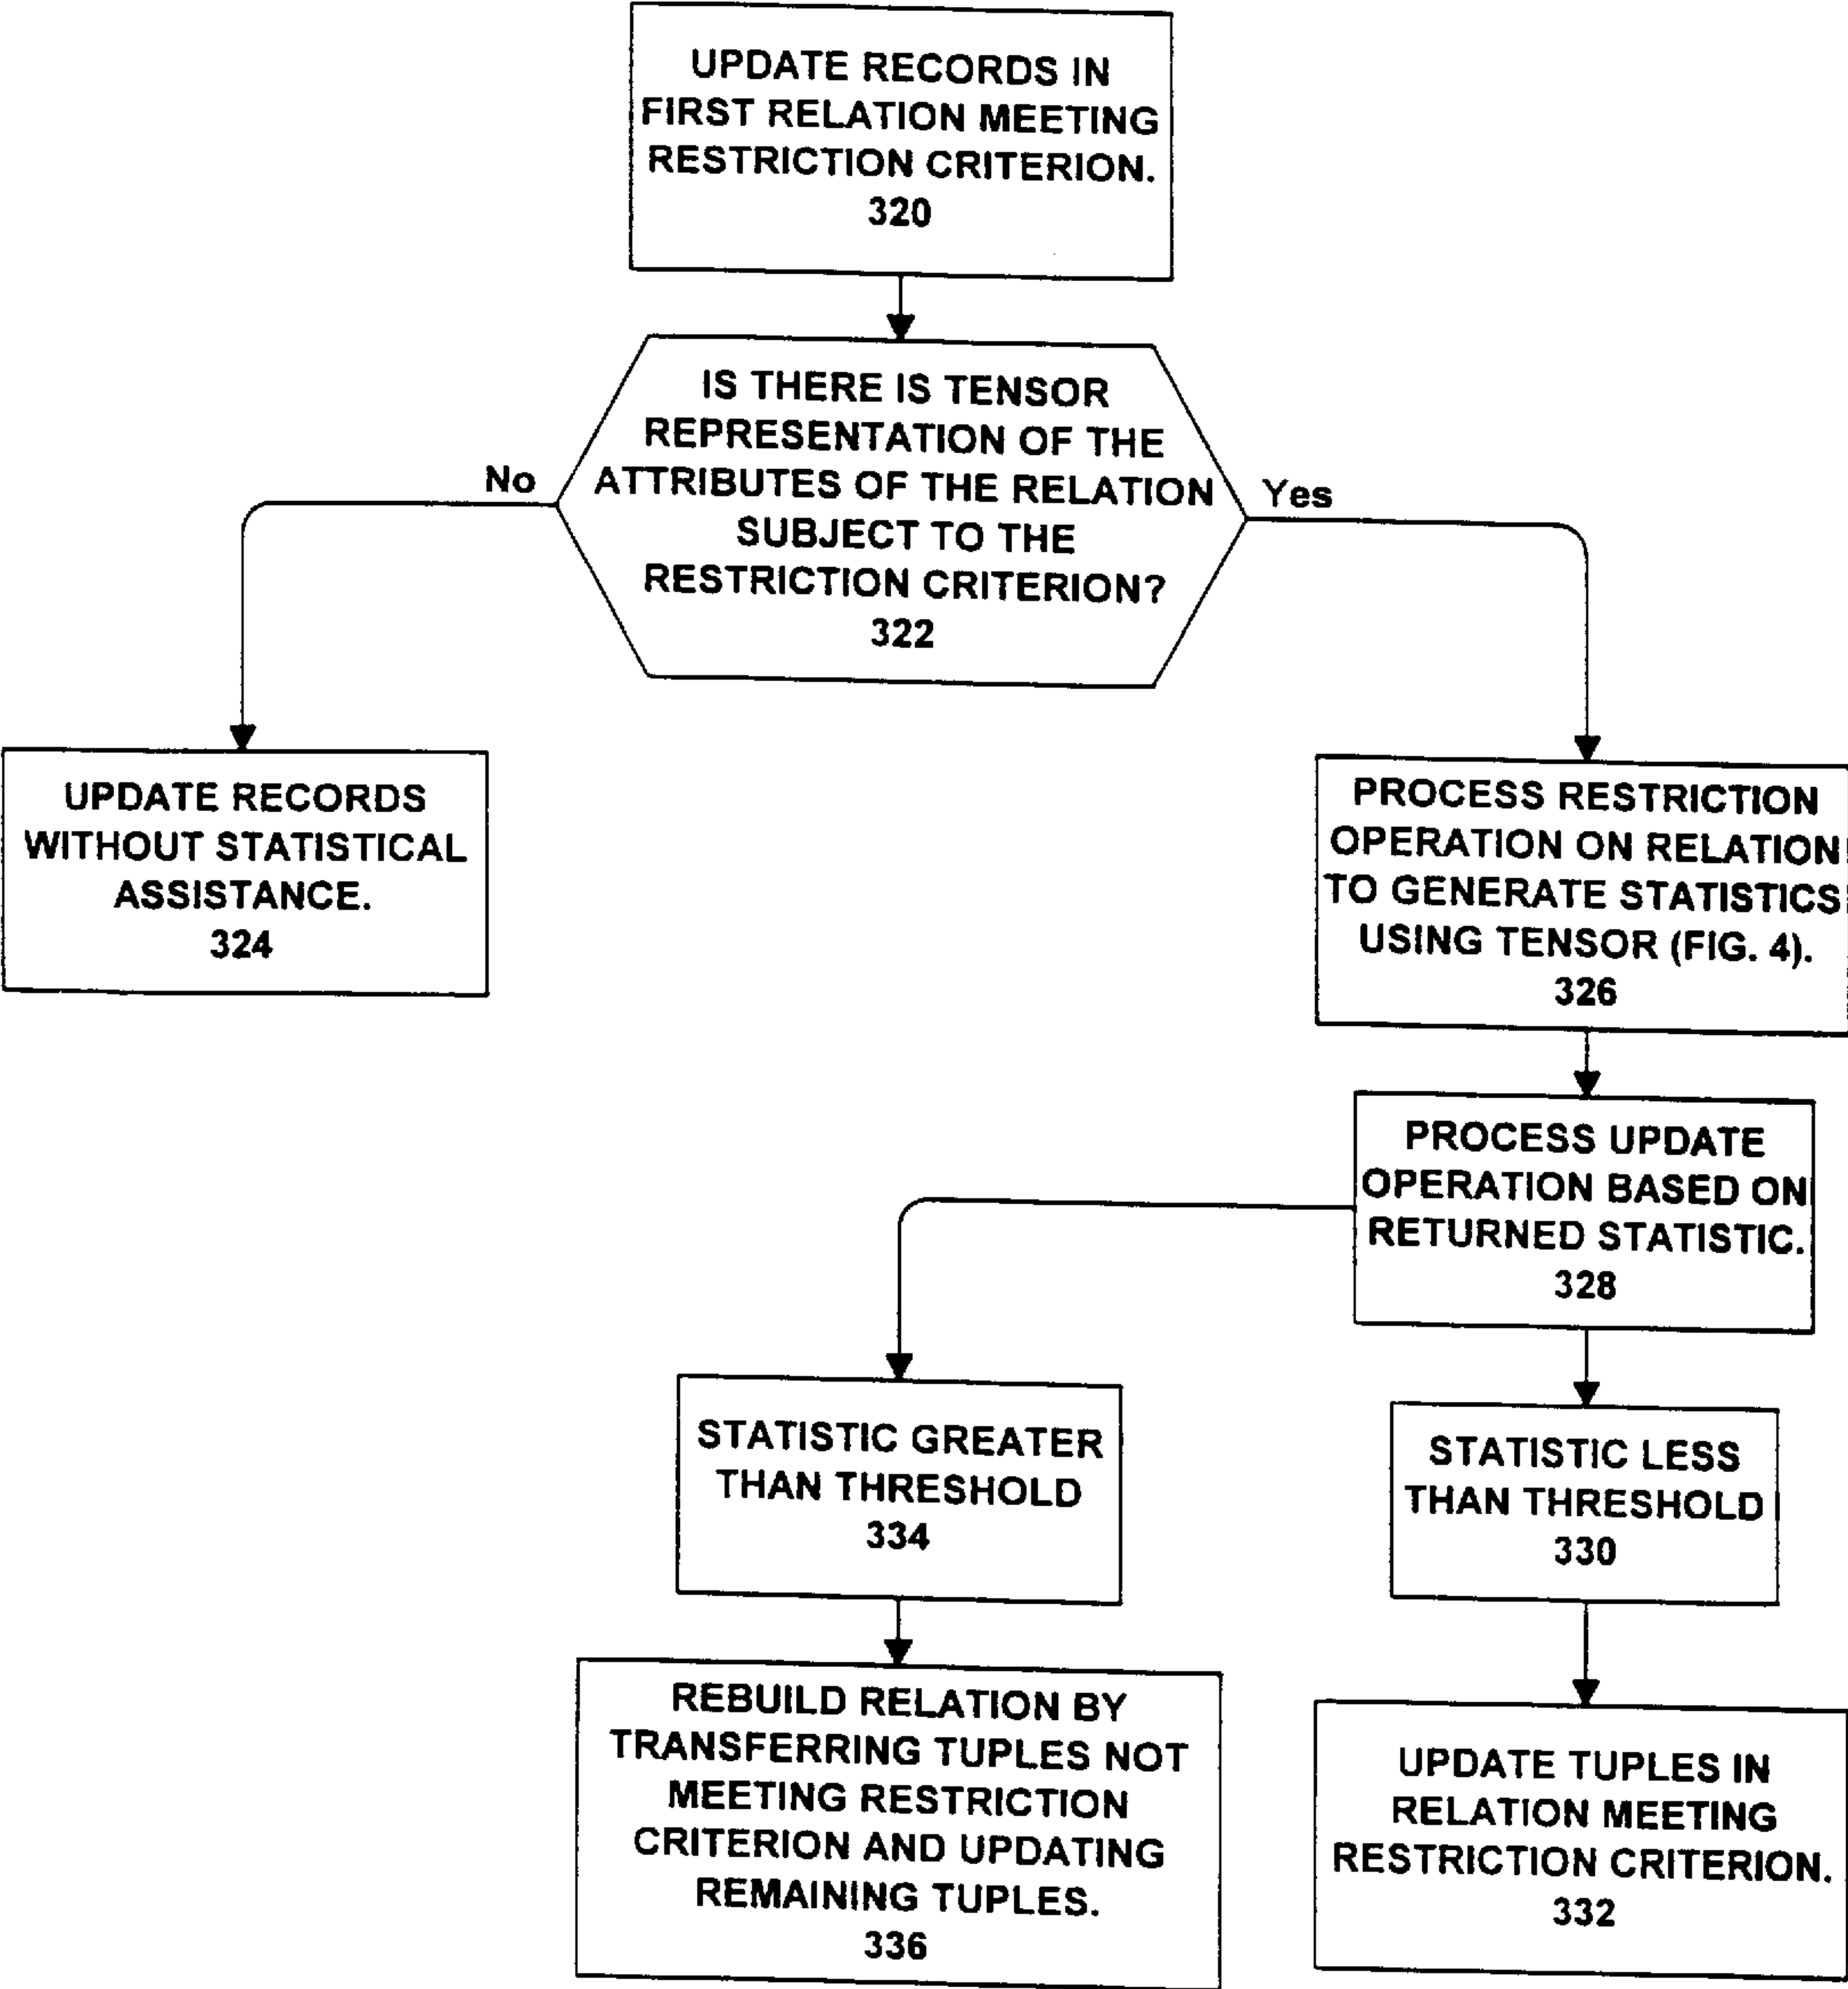 UPDATE RECORDS IN
FIRST RELATION MEETING
RESTRICTION CRITERION.
320
IS THERE IS TENSOR
REPRESENTATION OF THE
ATTRIBUTES OF THE RELATION
SUBJECT TO THE
RESTRICTION CRITERION?
322
No
Yes
UPDATE RECORDS
WITHOUT STATISTICAL
ASSISTANCE.
324
PROCESS RESTRICTION
OPERATION ON RELATION
TO GENERATE STATISTICS
USING TENSOR (FIG. 4).
326
PROCESS UPDATE
OPERATION BASED ON
RETURNED STATISTIC.
328
STATISTIC GREATER
THAN THRESHOLD
334
STATISTIC LESS
THAN THRESHOLD
330
REBUILD RELATION BY
TRANSFERRING TUPLES NOT
MEETING RESTRICTION
CRITERION AND UPDATING
REMAINING TUPLES.
336
UPDATE TUPLES IN
RELATION MEETING
RESTRICTION CRITERION.
332